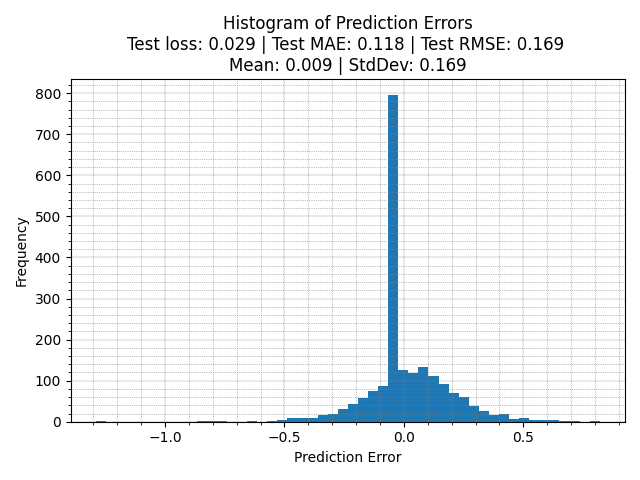 Histogram of Prediction Errors
Test loss: 0.029 | Test MAE: 0.118 | Test RMSE: 0.169
Mean: 0.009 | StdDev: 0.169
800
700
600
500
400
300
200
100
0
Frequency
−1.0 −0.5 0.0 0.5
Prediction Error